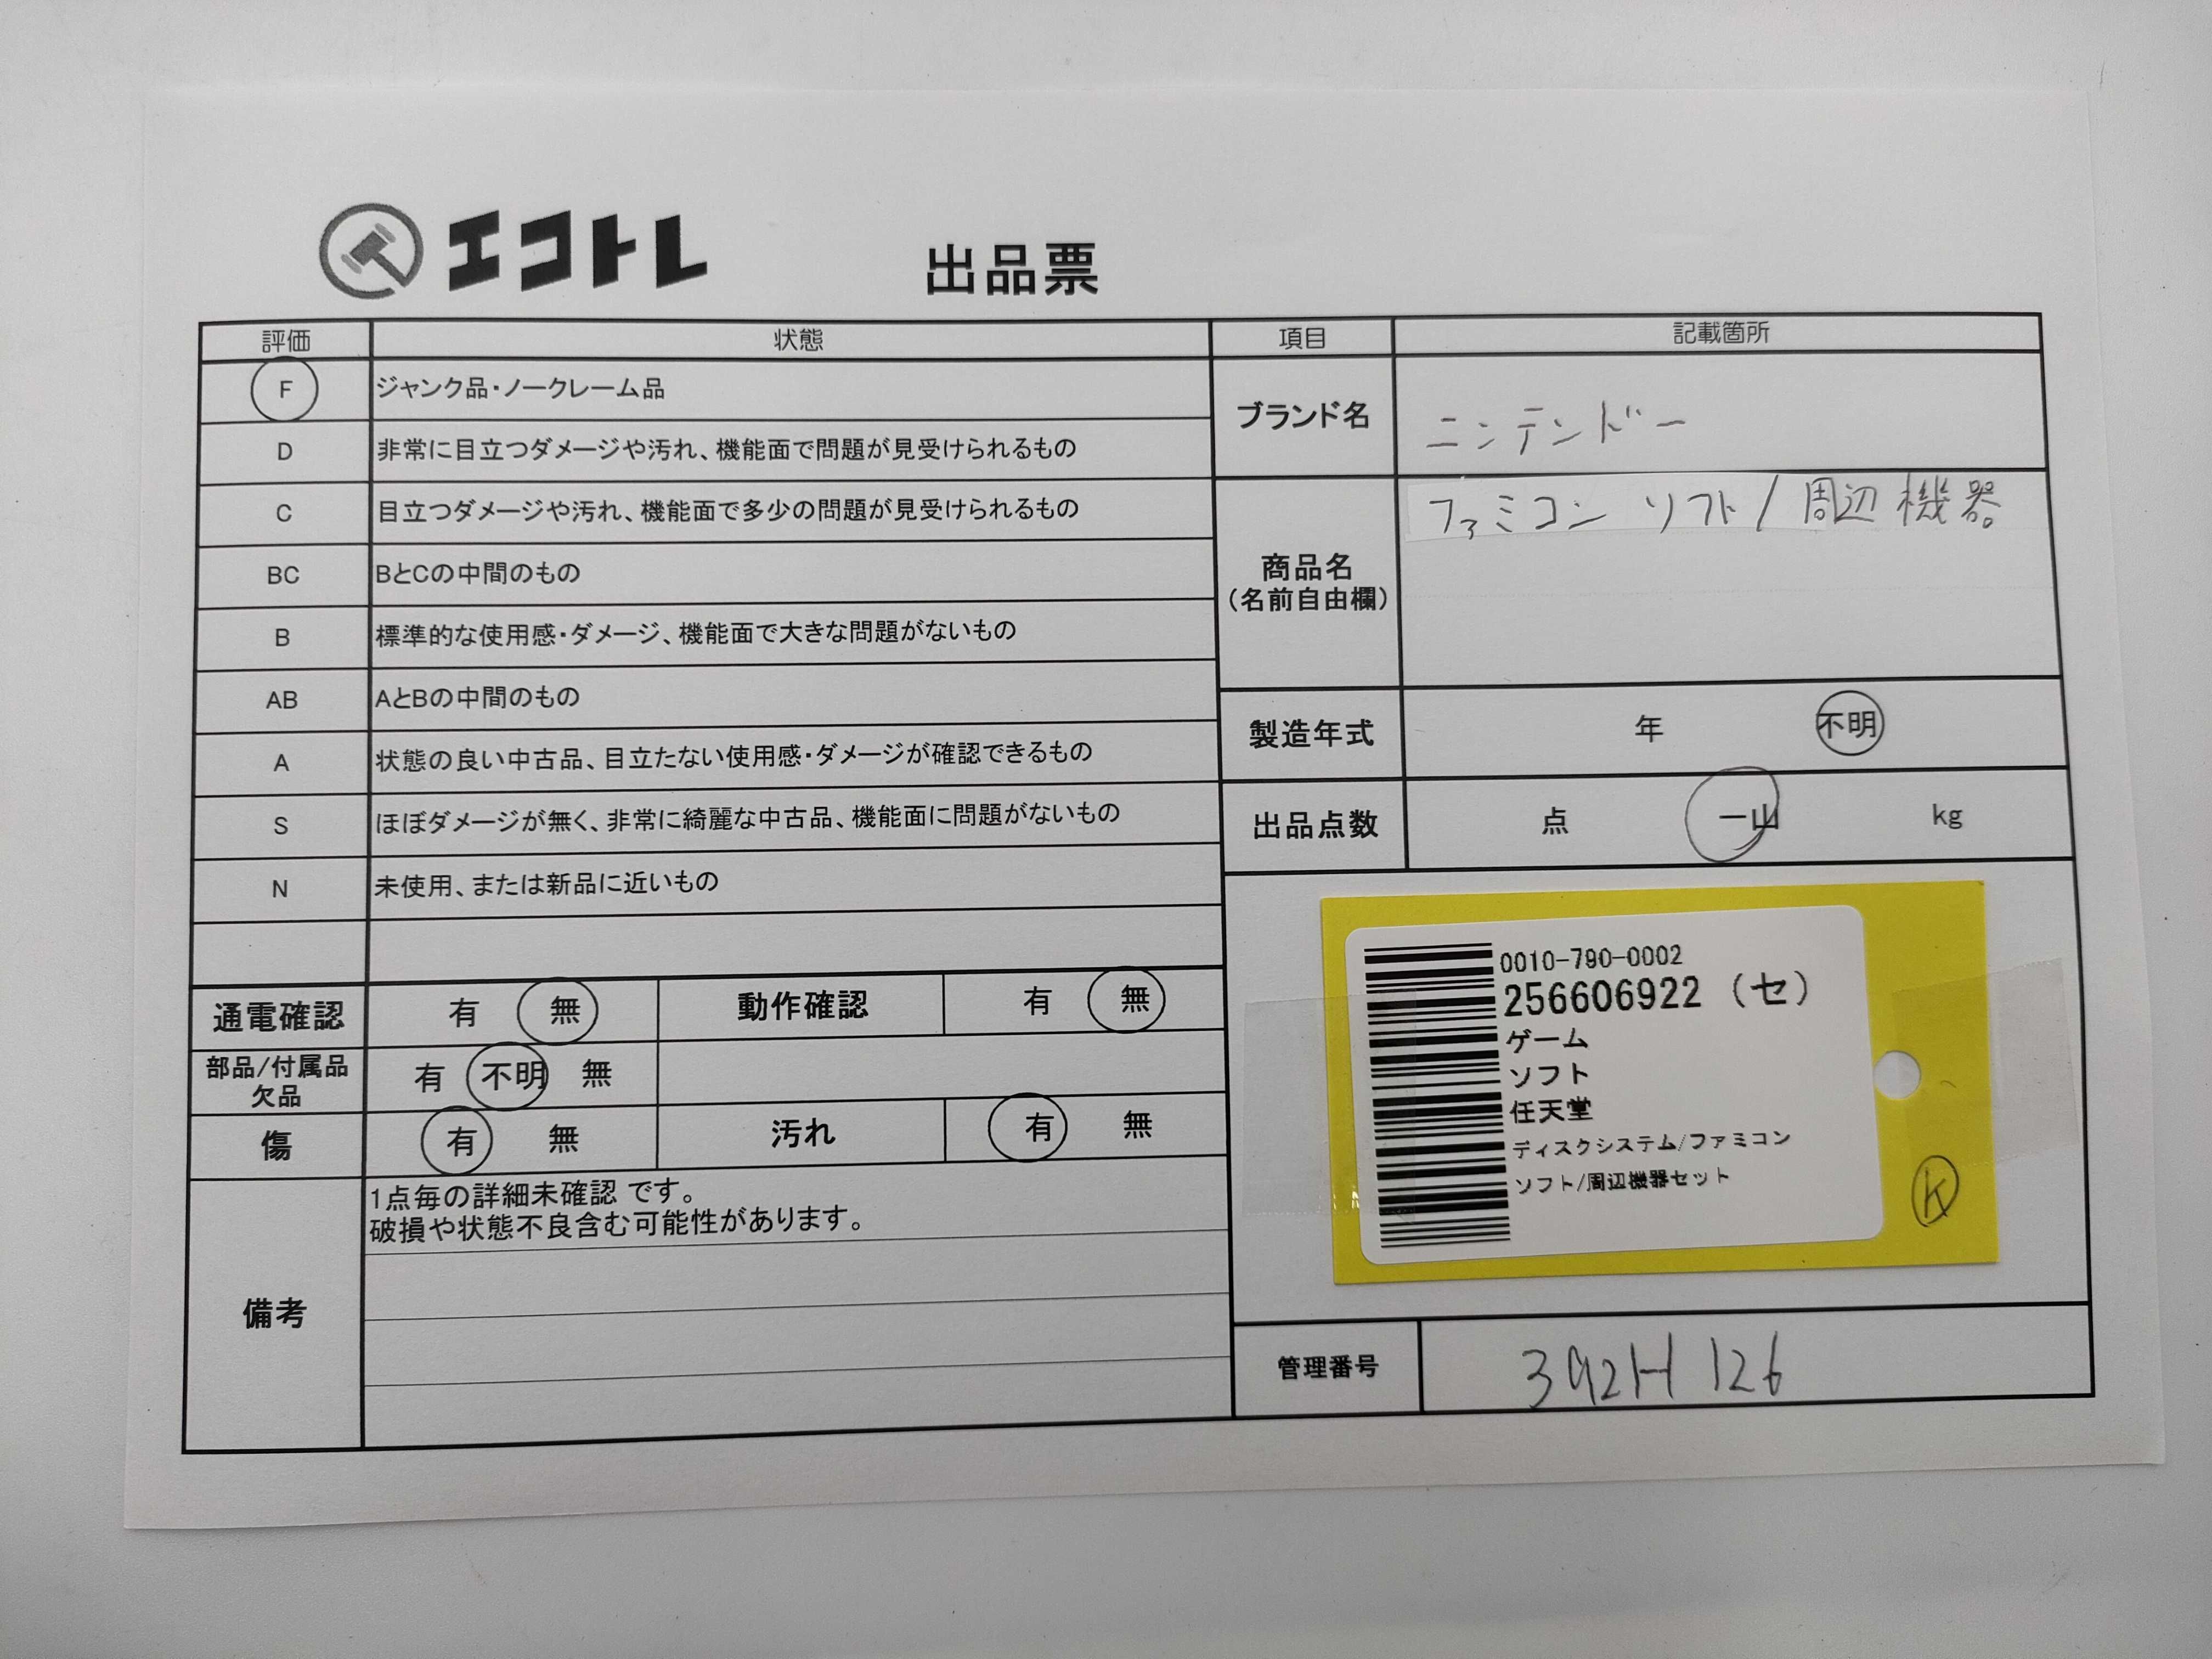 エコトレ
出品票
評価 状態
F ジャンク品・ノークレーム品
D 非常に目立つダメージや汚れ、機能面で問題が見受けられるもの
C 目立つダメージや汚れ、機能面で多少の問題が見受けられるもの
BC BとCの中間のもの
B 標準的な使用感・ダメージ、機能面で大きな問題がないもの
AB AとBの中間のもの
A 状態の良い中古品、目立たない使用感・ダメージが確認できるもの
S ほぼダメージが無く、非常に綺麗な中古品、機能面に問題がないもの
N 未使用、または新品に近いもの
通電確認 有 無 動作確認 有 無
部品/付属品
欠品
有 不明 無
傷 有 無 汚れ 有 無
備考
1点毎の詳細未確認 です。
破損や状態不良含む可能性があります。
項目 記載箇所
ブランド名 ニンテンドー
商品名
(名前自由欄)
ファミコン ソフト/周辺機器
製造年式 年 不明
出品点数 点 一山 kg
0010-790-0002
256606922 (セ)
ゲーム
ソフト
任天堂
ディスクシステム/ファミコン
ソフト/周辺機器セット
K
管理番号 392H 126